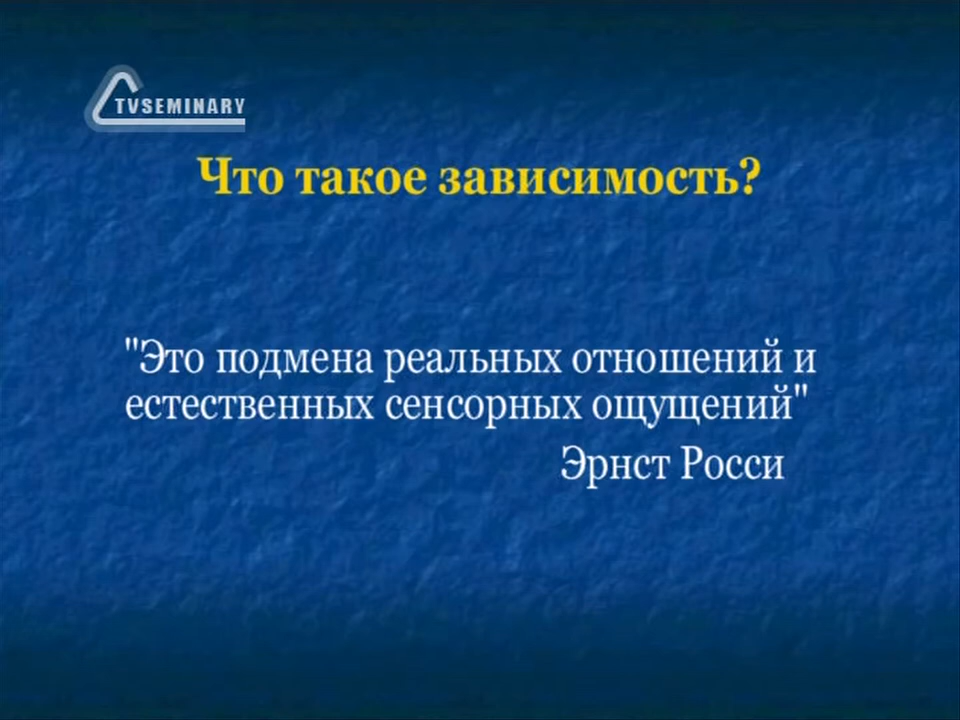 TVSEMINARY
Что такое зависимость?
"Это подмена реальных отношений и
естественных сенсорных ощущений"
Эрнст Росси